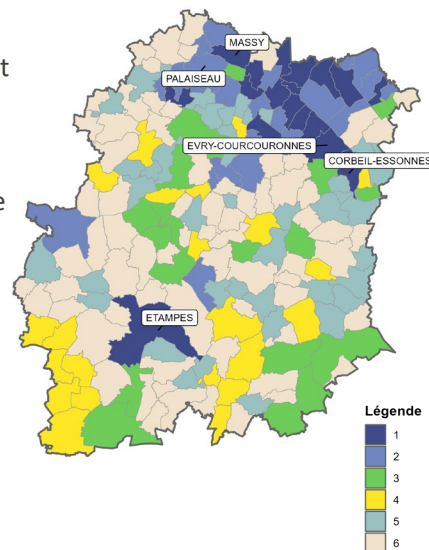 t
e
MASSY
PALAISEAU
EVRY-COURCOURONNES
CORBEIL-ESSONNES
ETAMPES
Légende
1
2
3
4
5
6